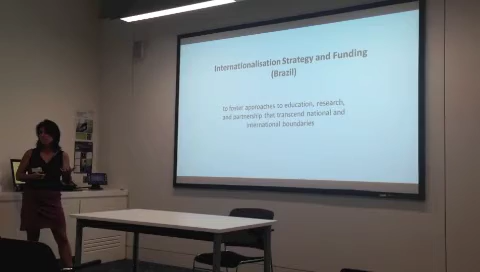 Internationalisation Strategy and Funding
(Brazil)
to foster approaches to education, research,
and partnership that transcend national and
international boundaries